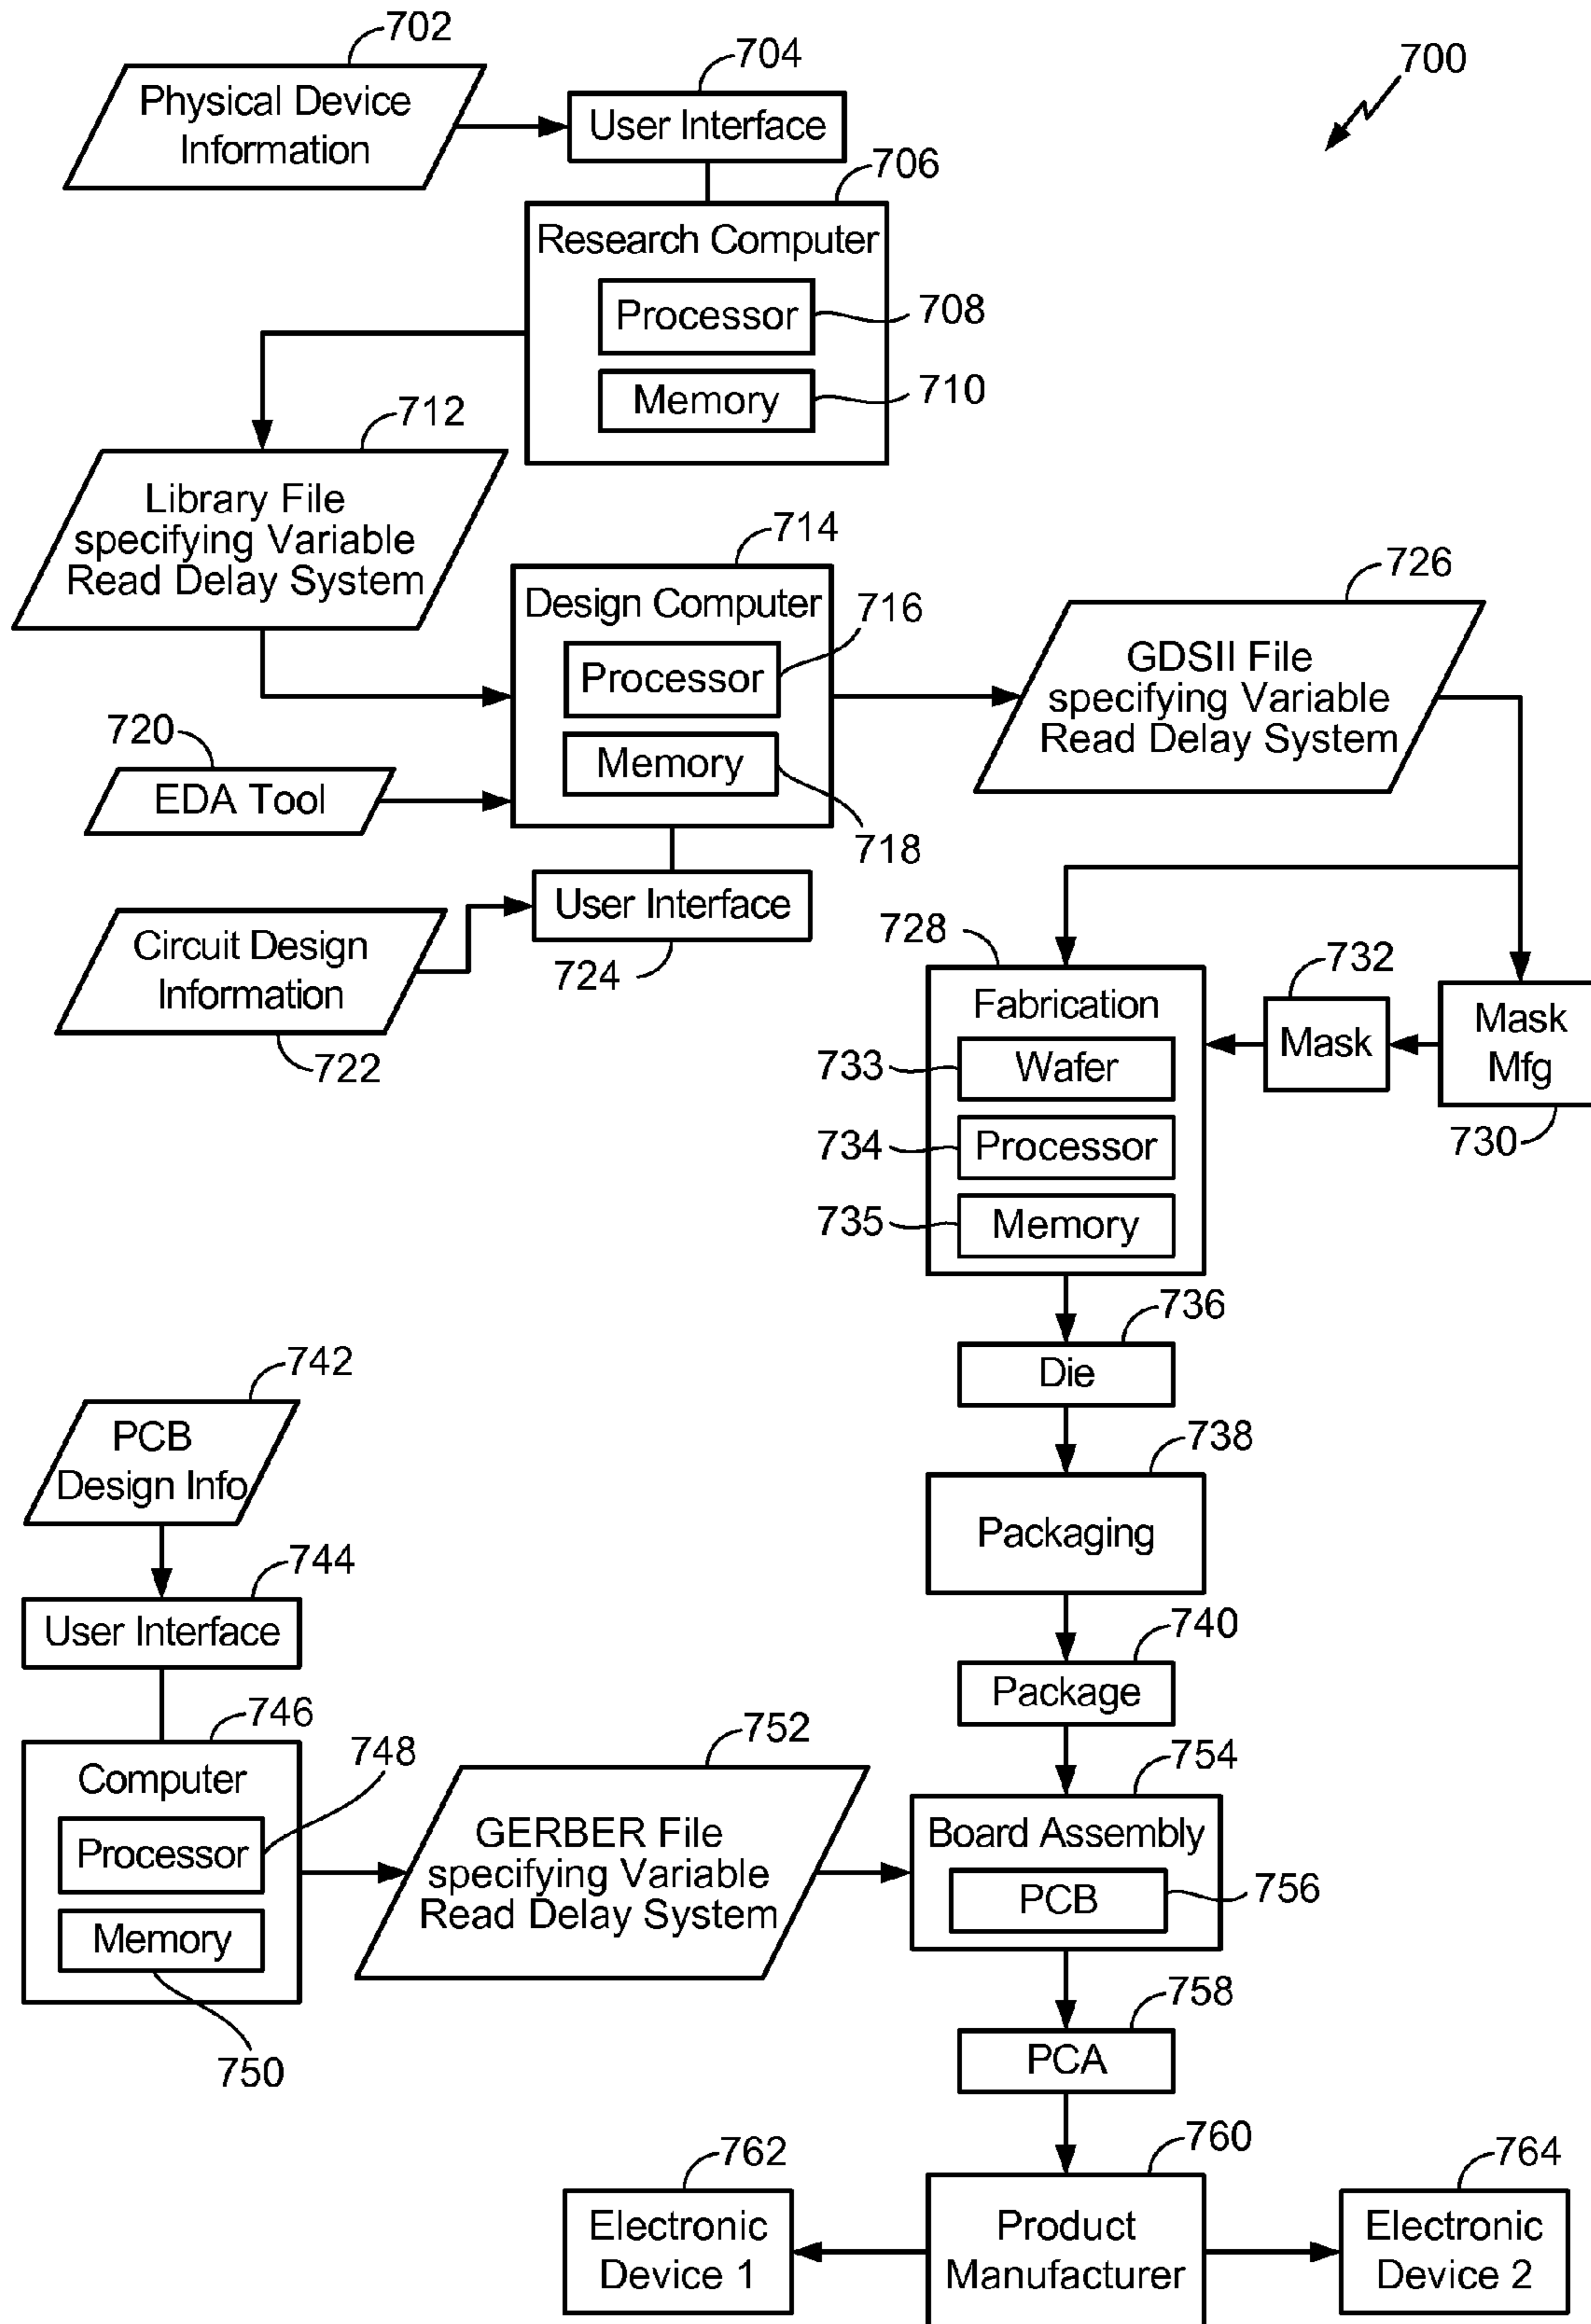 702
704
700
Physical Device
Information
User Interface
706
Research Computer
Processor
708
Memory
710
712
Library File
specifying Variable
Read Delay System
714
Design Computer
716
Processor
Memory
718
726
GDSII File
specifying Variable
Read Delay System
720
EDA Tool
User Interface
724
Circuit Design
Information
722
728
Fabrication
733
Wafer
734
Processor
735
Memory
732
Mask
Mask
Mfg
730
736
Die
738
Packaging
740
Package
742
PCB
Design Info
744
User Interface
746
Computer
748
Processor
Memory
750
752
GERBER File
specifying Variable
Read Delay System
754
Board Assembly
PCB
756
758
PCA
762
Electronic
Device 1
760
Product
Manufacturer
764
Electronic
Device 2